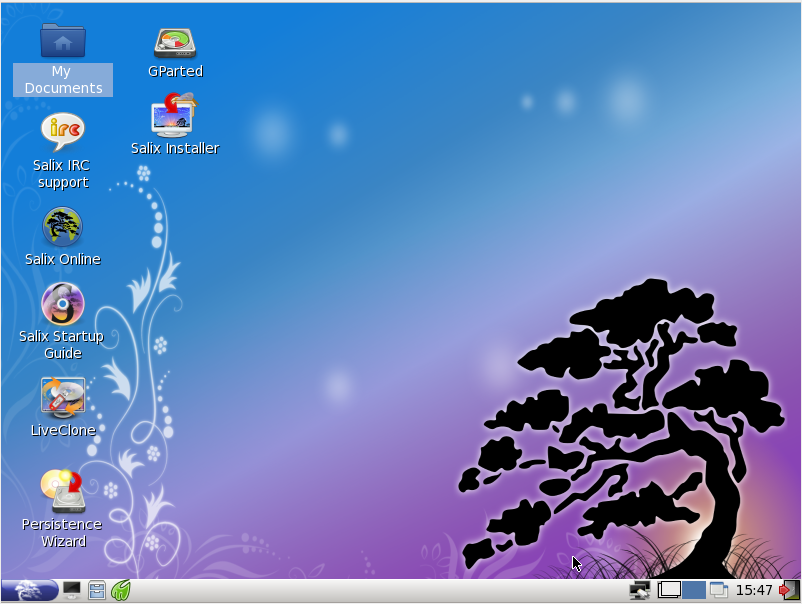 My
Documents
GParted
irc
Salix IRC
support
Salix Installer
Salix Online
Salix Startup
Guide
LiveClone
Persistence
Wizard
15:47